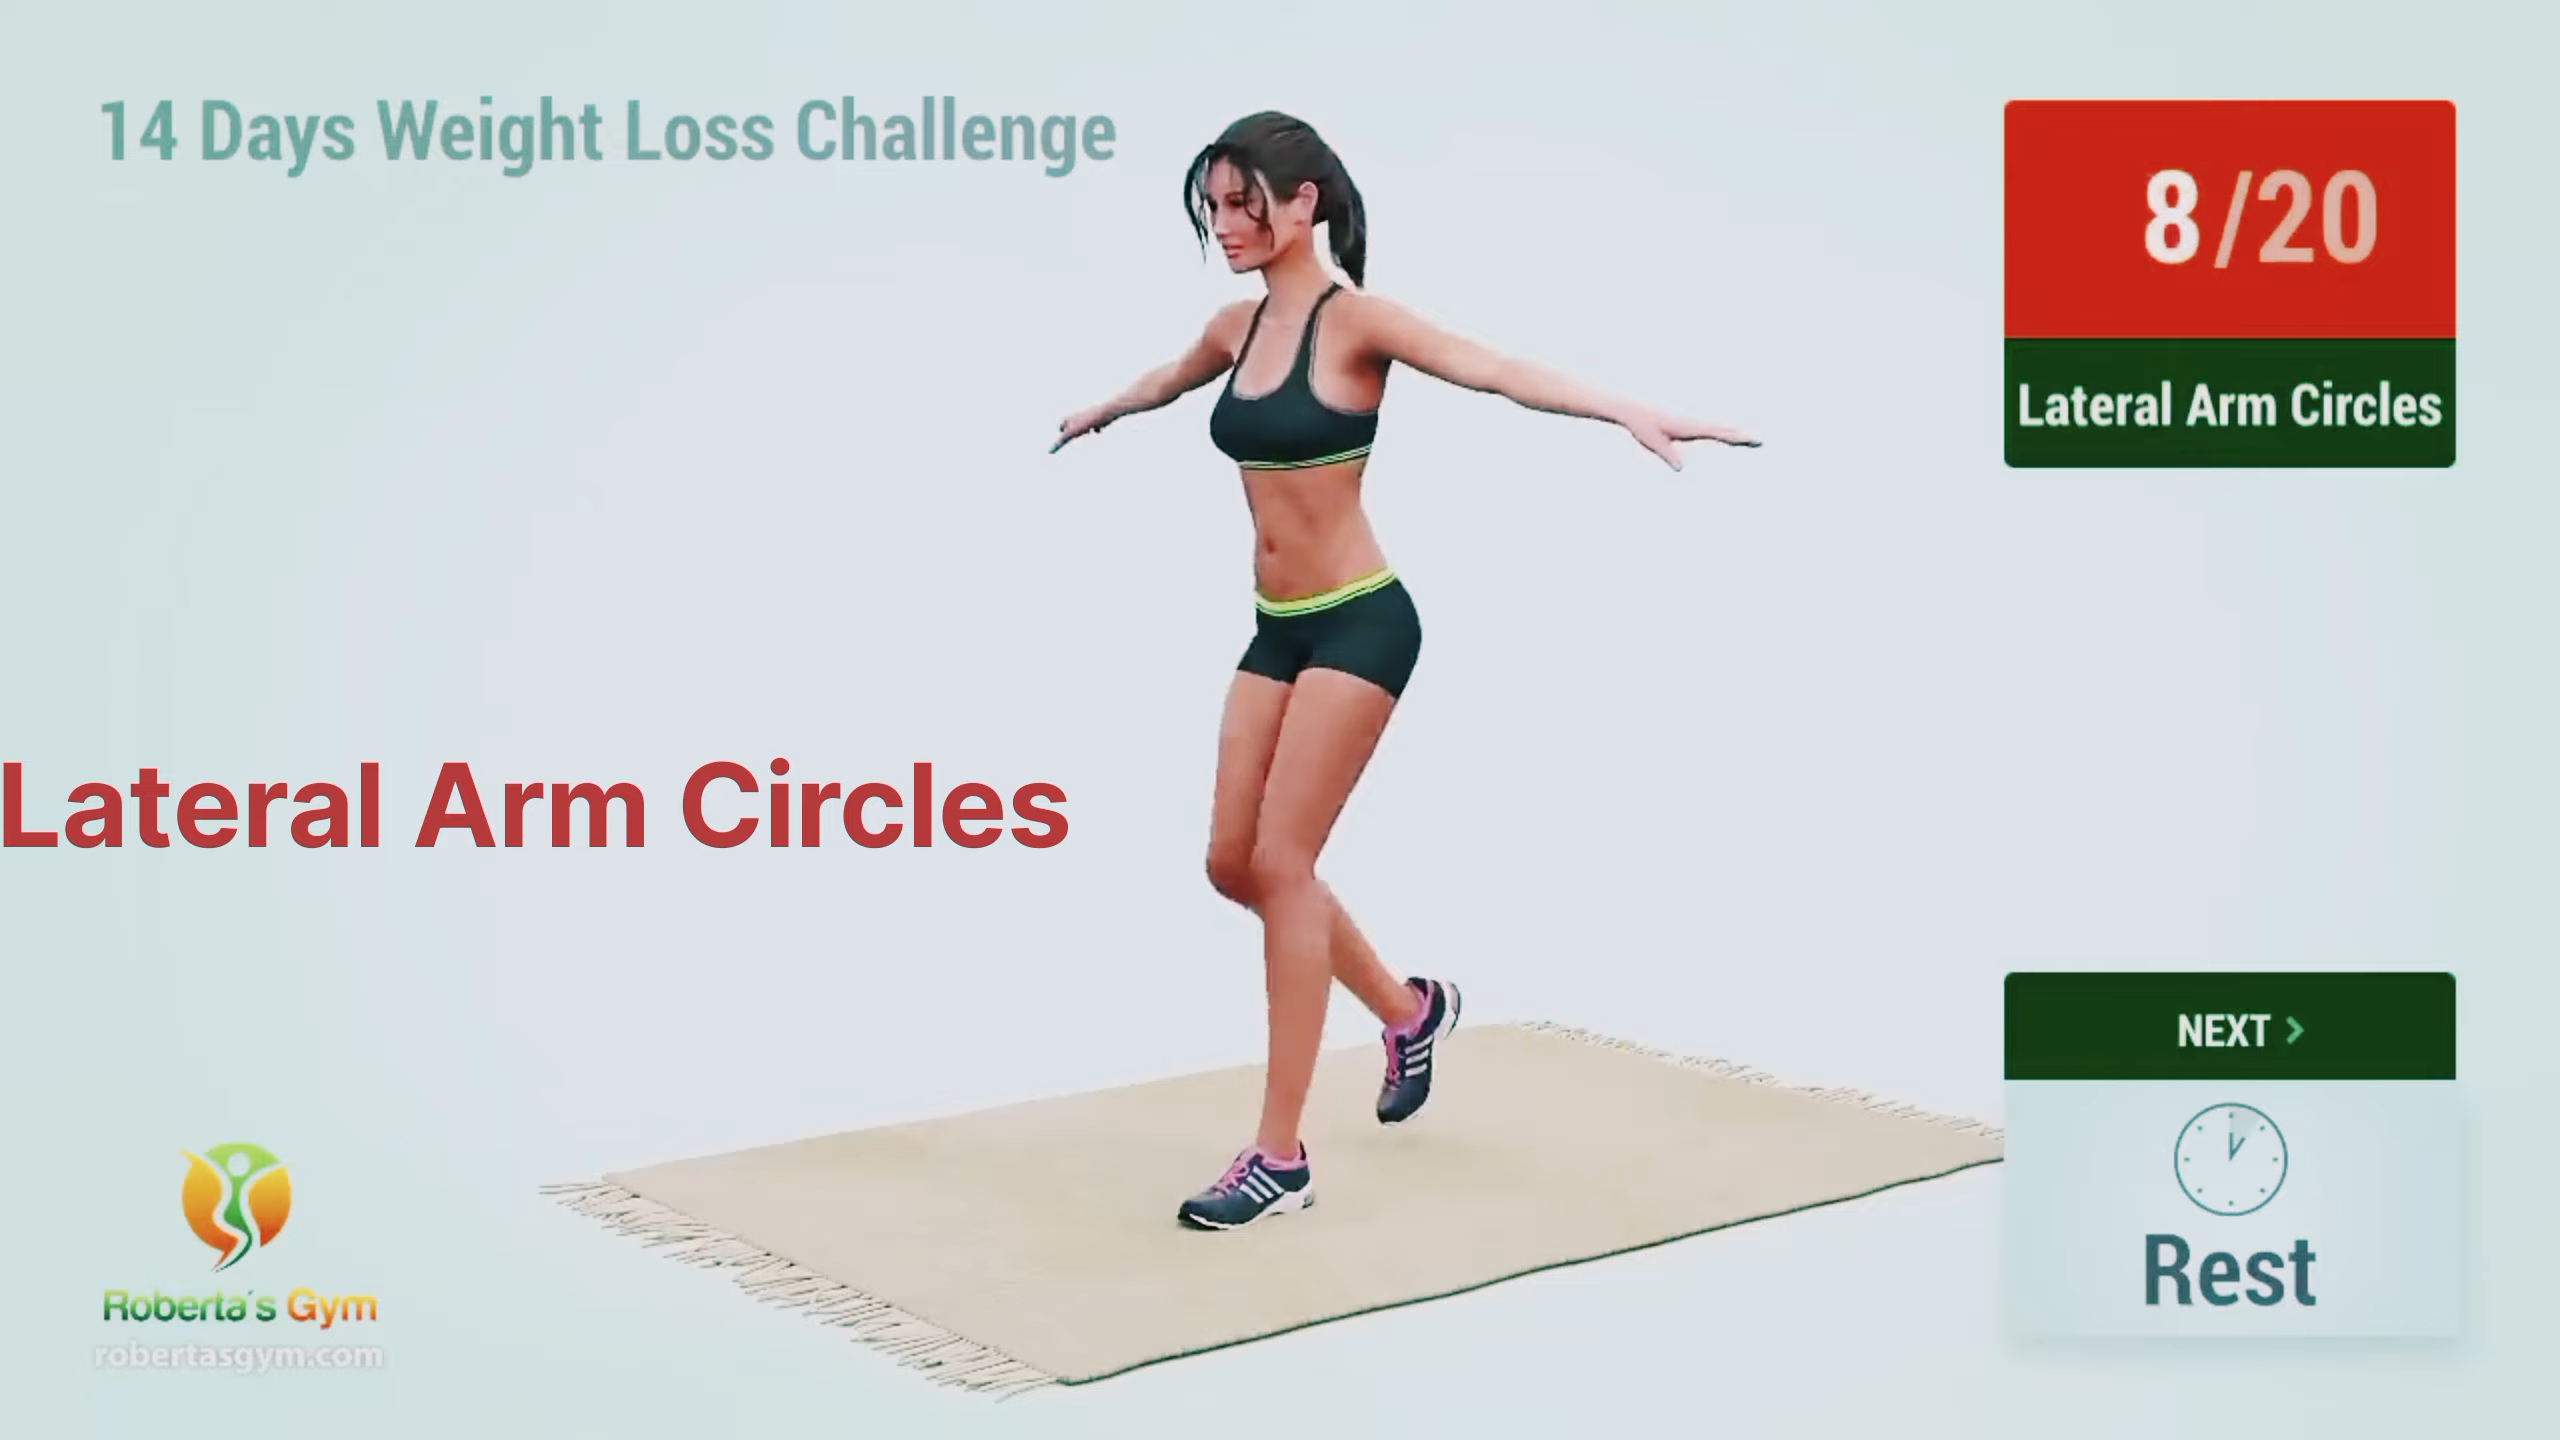 14 Days Weight Loss Challenge
8/20
Lateral Arm Circles
Lateral Arm Circles
NEXT >
Rest
Roberta's Gym
robertasgym.com